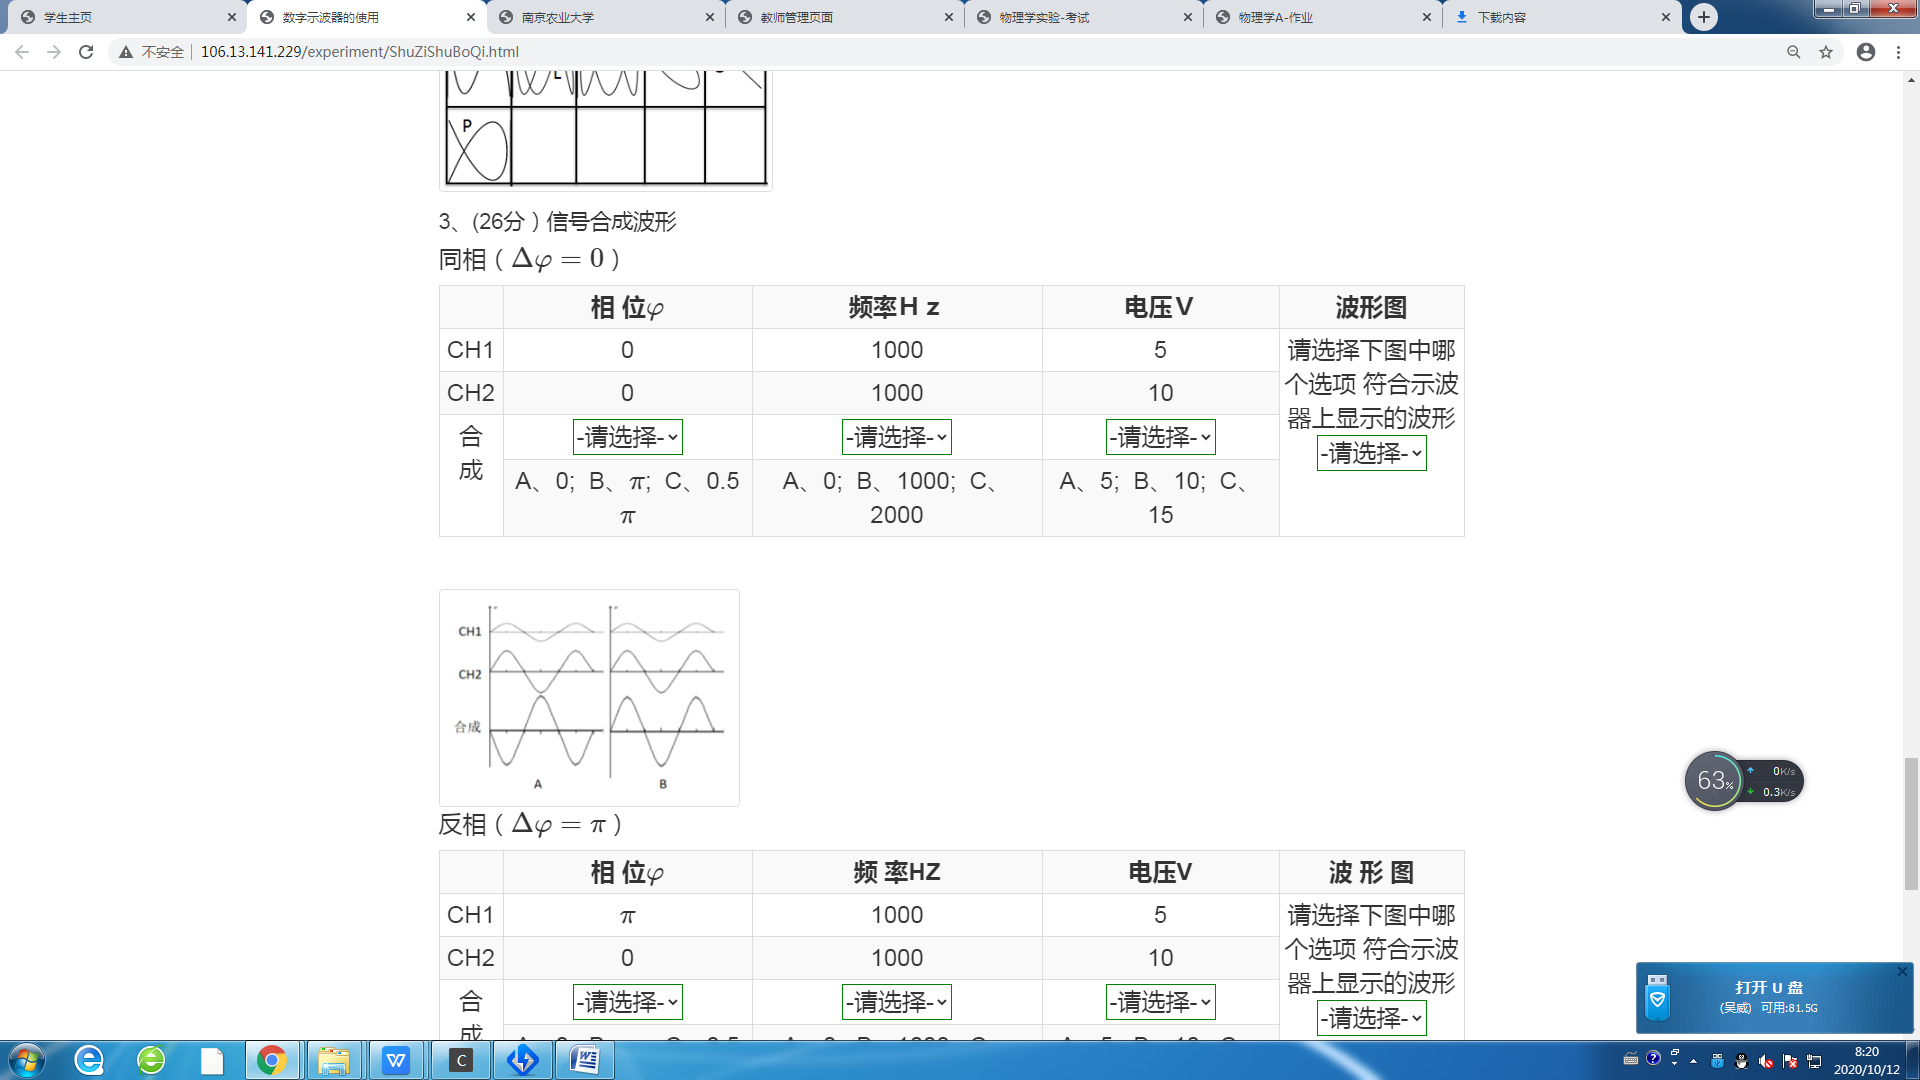 学生主页
数字示波器的使用
南京农业大学
教师管理页面
物理学实验-考试
物理学A-作业
下载内容
不安全 106.13.141.229/experiment/ShuZiShuBoQi.html
L
P
3、(26分）信号合成波形
同相（Δφ = 0）
相 位φ 频率Ｈｚ 电压Ｖ 波形图
CH1 0 1000 5 请选择下图中哪
CH2 0 1000 10 个选项 符合示波
器上显示的波形
合 -请选择- -请选择- -请选择- -请选择-
成 A、0; B、π; C、0.5 A、0; B、1000; C、 A、5; B、10; C、
π 2000 15
CH1
CH2
合成
A B
反相（Δφ = π）
相 位φ 频 率HZ 电压V 波 形 图
CH1 π 1000 5 请选择下图中哪
CH2 0 1000 10 个选项 符合示波
器上显示的波形
合 -请选择- -请选择- -请选择- -请选择-
成
63%
0K/s
0.3K/s
打开 U 盘
(吴威) 可用:81.5G
8:20
2020/10/12